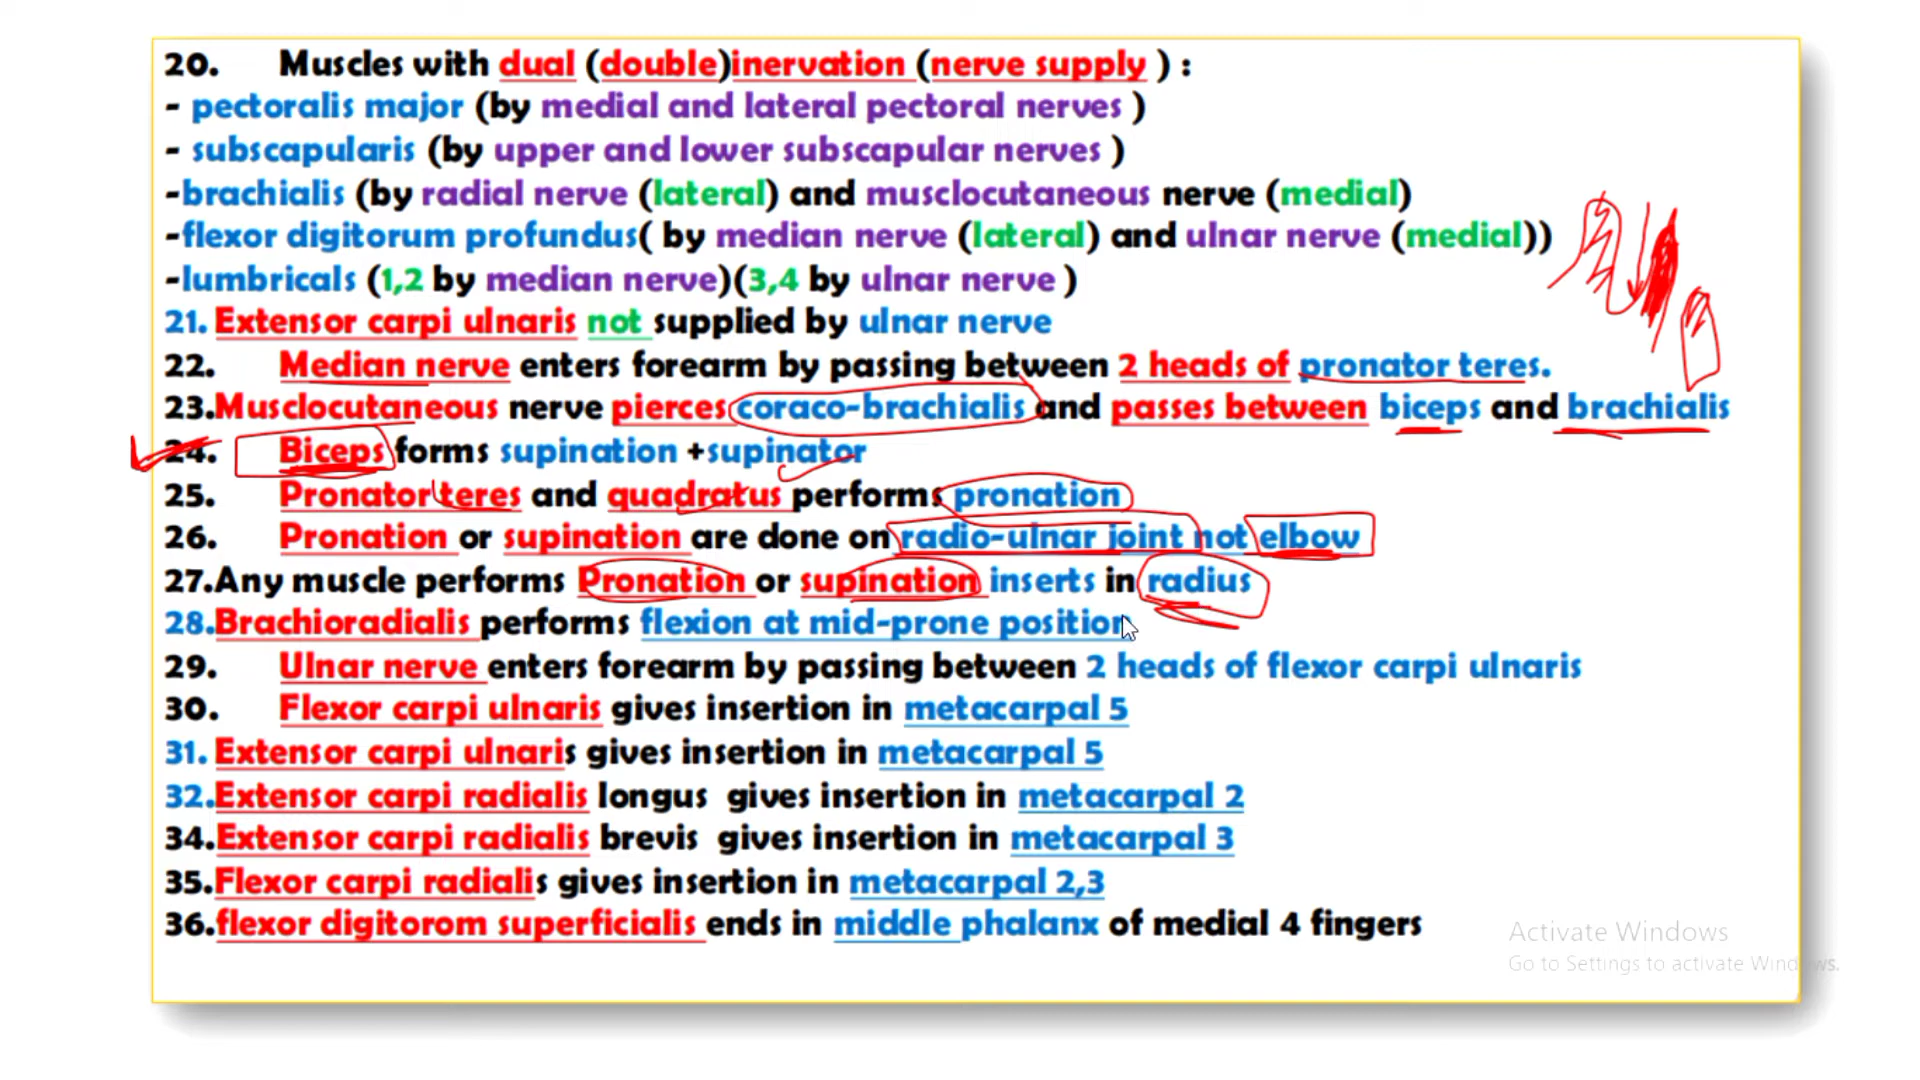 20. Muscles with dual (double)inervation (nerve supply ) :
- pectoralis major (by medial and lateral pectoral nerves )
- subscapularis (by upper and lower subscapular nerves )
-brachialis (by radial nerve (lateral) and musclocutaneous nerve (medial)
-flexor digitorum profundus( by median nerve (lateral) and ulnar nerve (medial))
-lumbricals (1,2 by median nerve)(3,4 by ulnar nerve )
21. Extensor carpi ulnaris not supplied by ulnar nerve
22. Median nerve enters forearm by passing between 2 heads of pronator teres.
23.Musclocutaneous nerve pierces coraco-brachialis and passes between biceps and brachialis
24. Biceps forms supination +supinator
25. Pronator teres and quadratus performs pronation
26. Pronation or supination are done on radio-ulnar joint not elbow
27.Any muscle performs Pronation or supination inserts in radius
28.Brachioradialis performs flexion at mid-prone position
29. Ulnar nerve enters forearm by passing between 2 heads of flexor carpi ulnaris
30. Flexor carpi ulnaris gives insertion in metacarpal 5
31. Extensor carpi ulnaris gives insertion in metacarpal 5
32.Extensor carpi radialis longus gives insertion in metacarpal 2
34.Extensor carpi radialis brevis gives insertion in metacarpal 3
35.Flexor carpi radialis gives insertion in metacarpal 2,3
36.flexor digitorom superficialis ends in middle phalanx of medial 4 fingers
Activate Windows
Go to Settings to activate Windows.